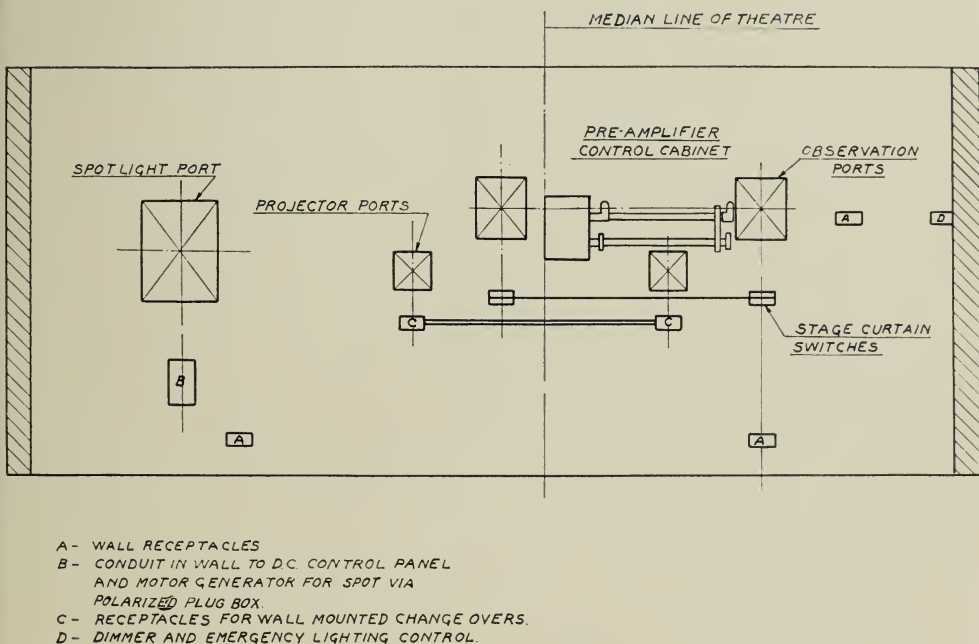 MEDIAN LINE OF THEATRE
PRE-AMPLIFIER
CONTROL CABINET
OBSERVATION
PORTS
SPOTLIGHT PORT
PROJECTOR PORTS
A
D
C
C
STAGE CURTAIN
SWITCHES
B
A
A
A - WALL RECEPTACLES
B - CONDUIT IN WALL TO D.C. CONTROL PANEL
AND MOTOR GENERATOR FOR SPOT VIA
POLARIZED PLUG BOX.
C - RECEPTACLES FOR WALL MOUNTED CHANGE OVERS.
D - DIMMER AND EMERGENCY LIGHTING CONTROL.